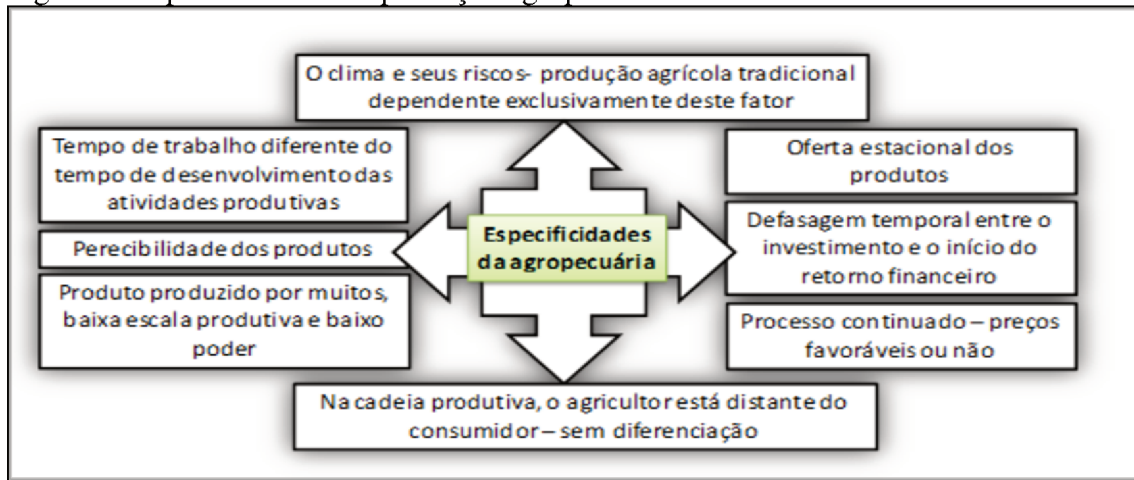 O clima e seus riscos- produção agrícola tradicional
dependente exclusivamente deste fator
Tempo de trabalho diferente do
tempo de desenvolvimento das
atividades produtivas
Perecibilidade dos produtos
Produto produzido por muitos,
baixa escala produtiva e baixo
poder
Especificidades
da agropecuária
Oferta estacional dos
produtos
Defasagem temporal entre o
investimento e o início do
retorno financeiro
Processo continuado – preços
favoráveis ou não
Na cadeia produtiva, o agricultor está distante do
consumidor – sem diferenciação